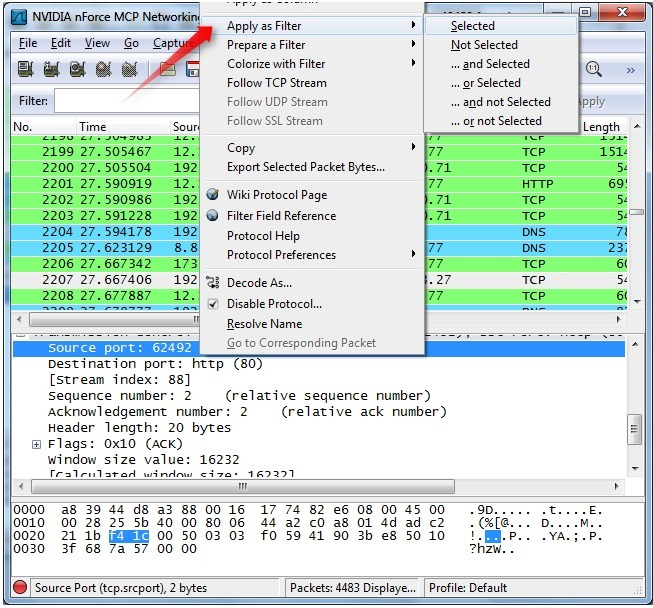 NVIDIA nForce MCP Networking
File Edit View Go Capture
Filter: Apply
Apply as Filter
Prepare a Filter
Colorize with Filter
Follow TCP Stream
Follow UDP Stream
Follow SSL Stream
Copy
Export Selected Packet Bytes...
Wiki Protocol Page
Filter Field Reference
Protocol Help
Protocol Preferences
Decode As...
Disable Protocol...
Resolve Name
Go to Corresponding Packet
Selected
Not Selected
... and Selected
... or Selected
... and not Selected
... or not Selected
No. Time Sour Length
2198 27.504985 12. 77 TCP 1514
2199 27.505467 12. 77 TCP 1514
2200 27.505504 192 0.71 TCP 54
2201 27.590919 12. 77 HTTP 695
2202 27.590986 192 0.71 TCP 54
2203 27.591228 192 0.71 TCP 54
2204 27.594178 192 DNS 78
2205 27.623129 8.8 77 DNS 237
2206 27.667342 173 77 TCP 60
2207 27.667406 192 3.27 TCP 54
2208 27.677887 12. 77 TCP 60
Source port: 62492
Destination port: http (80)
[Stream index: 88]
Sequence number: 2 (relative sequence number)
Acknowledgement number: 2 (relative ack number)
Header length: 20 bytes
Flags: 0x10 (ACK)
Window size value: 16232
[Calculated window size: 16232]
0000 a8 39 44 d8 a3 88 00 16 17 74 82 e6 08 00 45 00 .9D..... .t....E.
0010 00 28 25 5b 40 00 80 06 44 a2 c0 a8 01 4d ad c2 .(%[@... D....M..
0020 21 1b f4 1c 00 50 03 03 f0 59 41 90 3b e8 50 10 !....P.. .YA.;.P.
0030 3f 68 7a 57 00 00 ?hzW..
Source Port (tcp.srcport), 2 bytes Packets: 4483 Displaye... Profile: Default